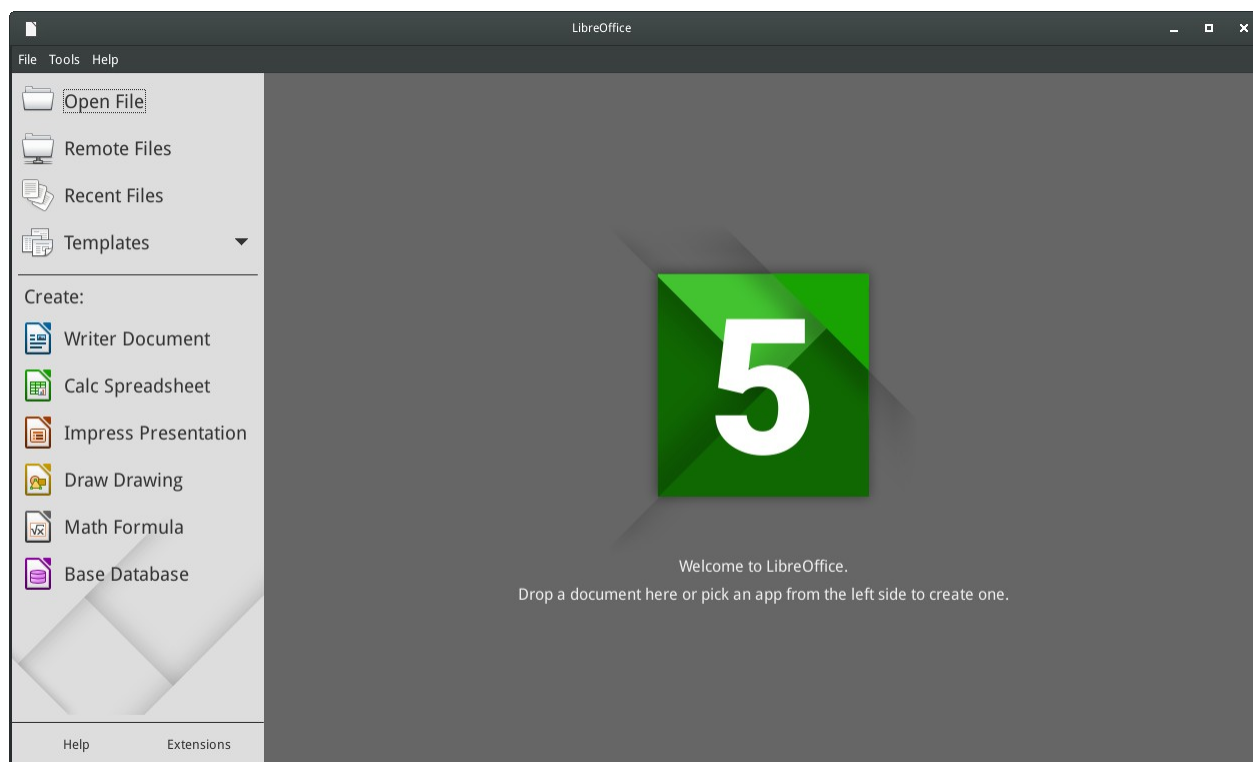 LibreOffice
File Tools Help
Open File
Remote Files
Recent Files
Templates
Create:
Writer Document
Calc Spreadsheet
Impress Presentation
Draw Drawing
Math Formula
Base Database
Help Extensions
5
Welcome to LibreOffice.
Drop a document here or pick an app from the left side to create one.